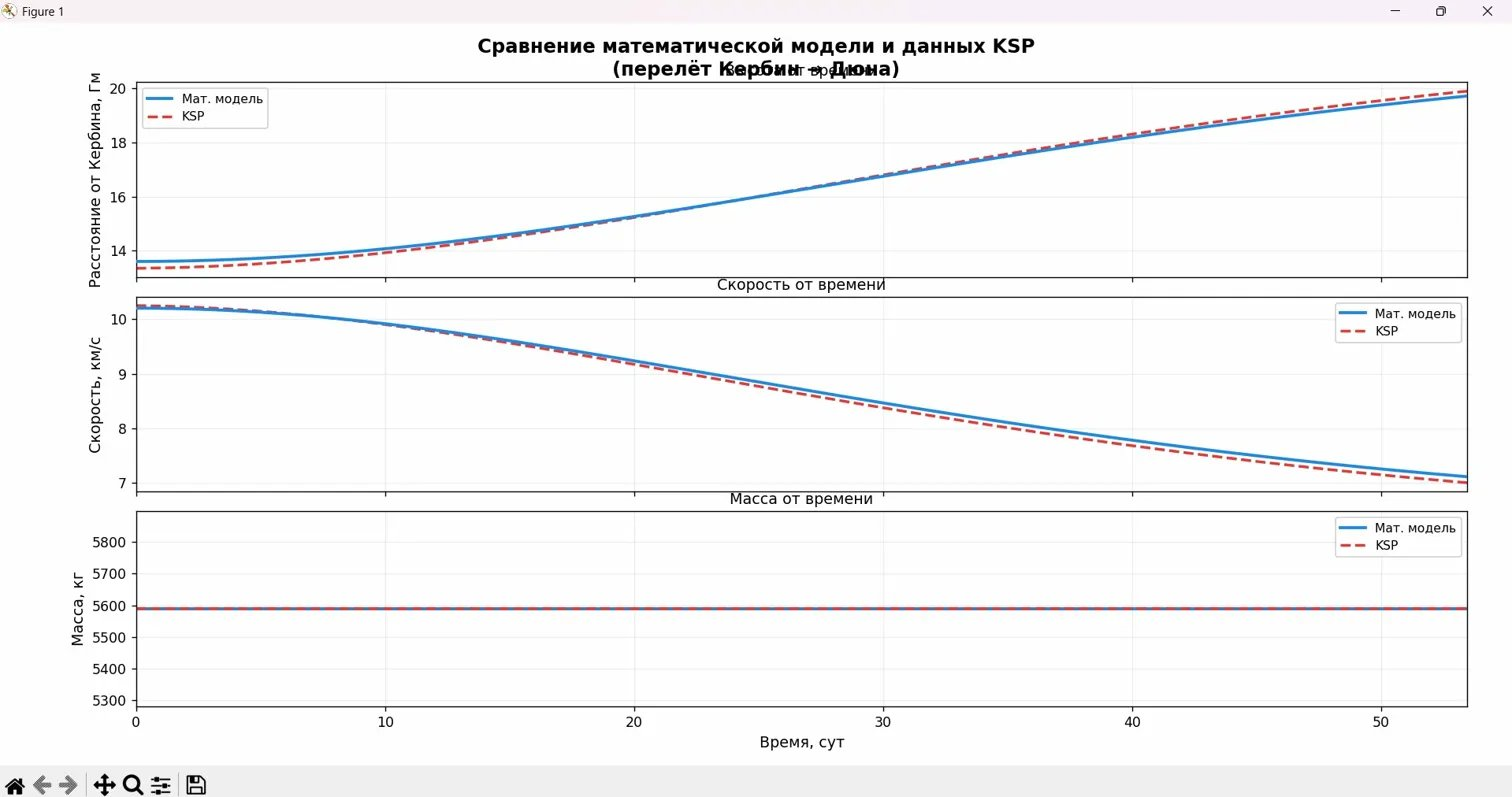 Figure 1
Сравнение математической модели и данных KSP
(перелёт Кербин → Дюна)
Расстояние от Кербина, Гм
20
18
16
14
Мат. модель
KSP
Скорость от времени
Скорость, км/с
10
9
8
7
Мат. модель
KSP
Масса от времени
Масса, кг
5800
5700
5600
5500
5400
5300
Мат. модель
KSP
0 10 20 30 40 50
Время, сут